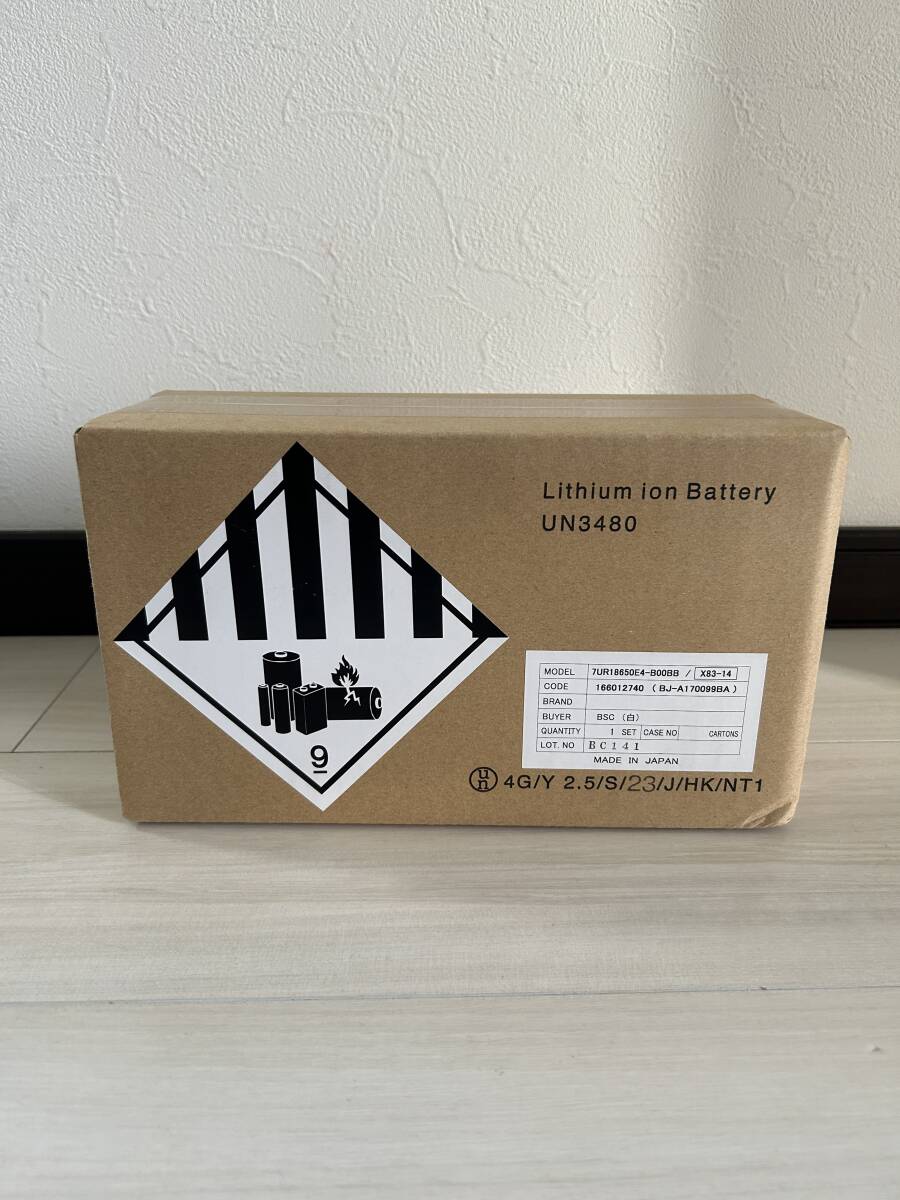 Lithium ion Battery
UN3480
9
MODEL 7UR18650E4-B00BB / X83-14
CODE 166012740 (BJ-A170099BA)
BRAND
BUYER BSC (白)
QUANTITY 1 SET CASE NO CARTONS
LOT. NO BC141
MADE IN JAPAN
un 4G/Y 2.5/S/23/J/HK/NT1